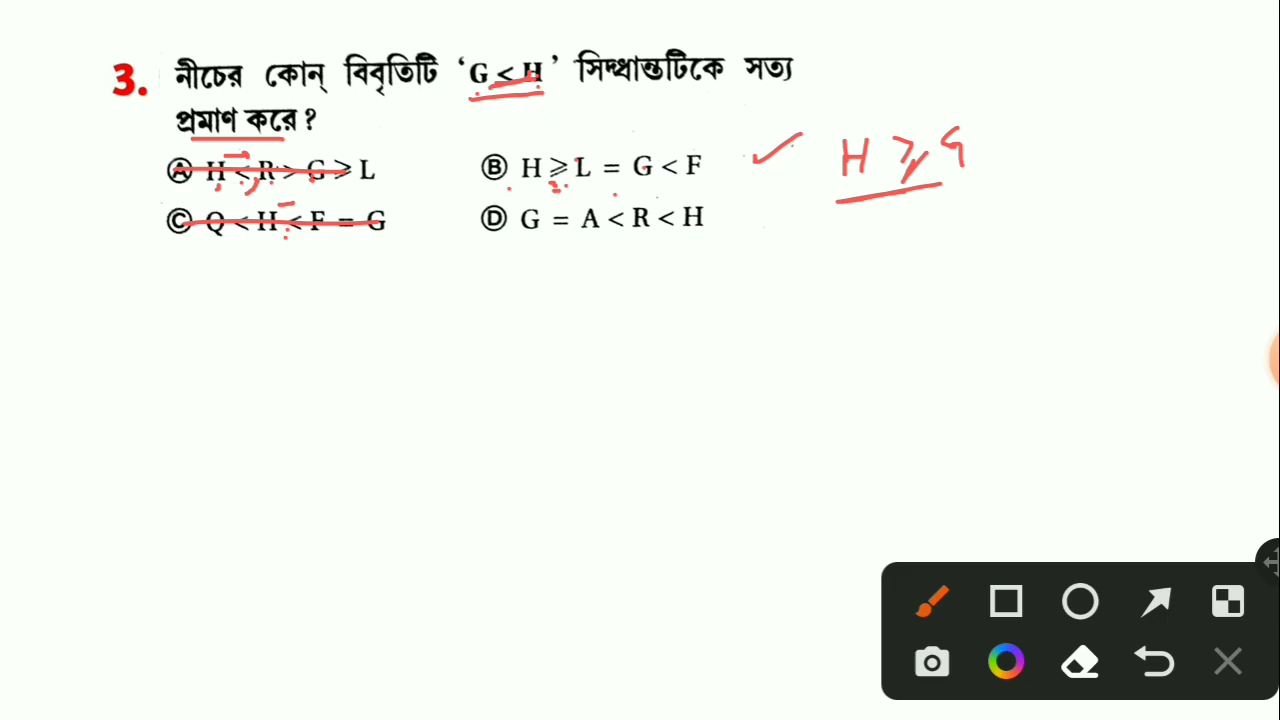 3. নীচের কোন্ বিবৃতিটি ‘G < H’ সিদ্ধান্তটিকে সত্য
প্রমাণ করে?
Ⓐ H < R > G ⩾ L Ⓑ H ⩾ L = G < F
Ⓒ Q < H < F = G Ⓓ G = A < R < H
H ⩾ G